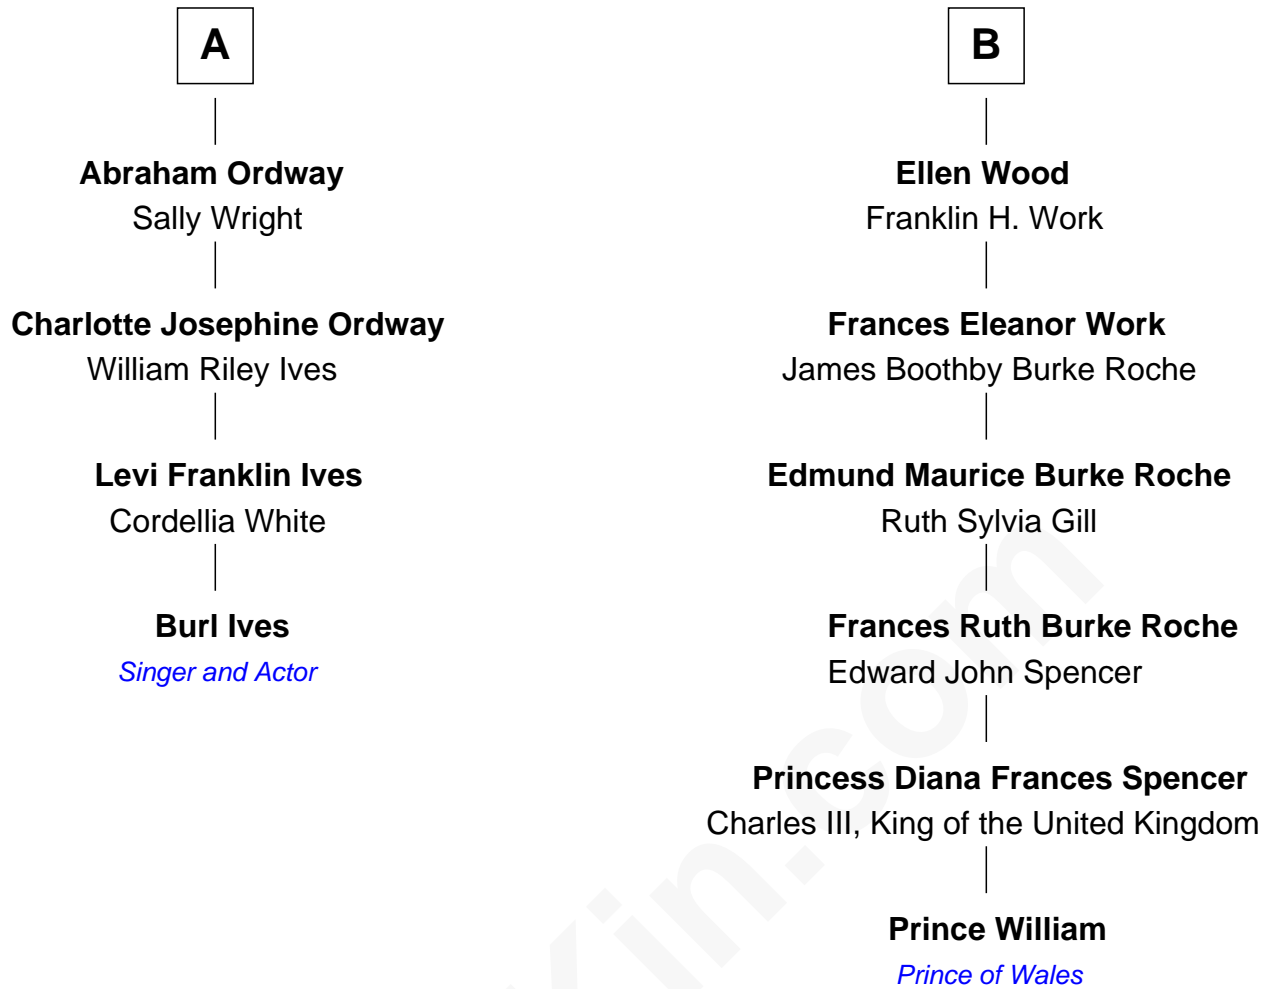 A
Abraham Ordway
Sally Wright
Charlotte Josephine Ordway
William Riley Ives
Levi Franklin Ives
Cordellia White
Burl Ives
Singer and Actor
B
Ellen Wood
Franklin H. Work
Frances Eleanor Work
James Boothby Burke Roche
Edmund Maurice Burke Roche
Ruth Sylvia Gill
Frances Ruth Burke Roche
Edward John Spencer
Princess Diana Frances Spencer
Charles III, King of the United Kingdom
Prince William
Prince of Wales
Kin.com